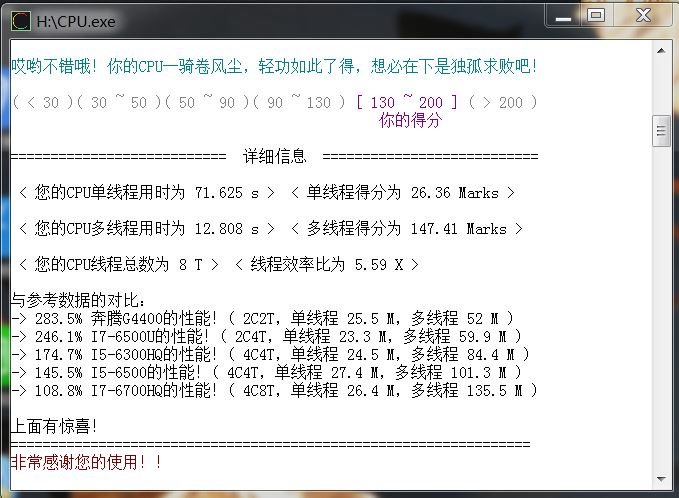 H:\CPU.exe
哎哟不错哦！你的CPU一骑卷风尘，轻功如此了得，想必在下是独孤求败吧！
( < 30 )( 30 ~ 50 )( 50 ~ 90 )( 90 ~ 130 ) [ 130 ~ 200 ] ( > 200 )
你的得分
========================== 详细信息 ==========================
< 您的CPU单线程用时为 71.625 s > < 单线程得分为 26.36 Marks >
< 您的CPU多线程用时为 12.808 s > < 多线程得分为 147.41 Marks >
< 您的CPU线程总数为 8 T > < 线程效率比为 5.59 X >
与参考数据的对比：
-> 283.5% 奔腾G4400的性能！( 2C2T，单线程 25.5 M，多线程 52 M )
-> 246.1% I7-6500U的性能！( 2C4T，单线程 23.3 M，多线程 59.9 M )
-> 174.7% I5-6300HQ的性能！( 4C4T，单线程 24.5 M，多线程 84.4 M )
-> 145.5% I5-6500的性能！( 4C4T，单线程 27.4 M，多线程 101.3 M )
-> 108.8% I7-6700HQ的性能！( 4C8T，单线程 26.4 M，多线程 135.5 M )
上面有惊喜！
================================================================
非常感谢您的使用！！